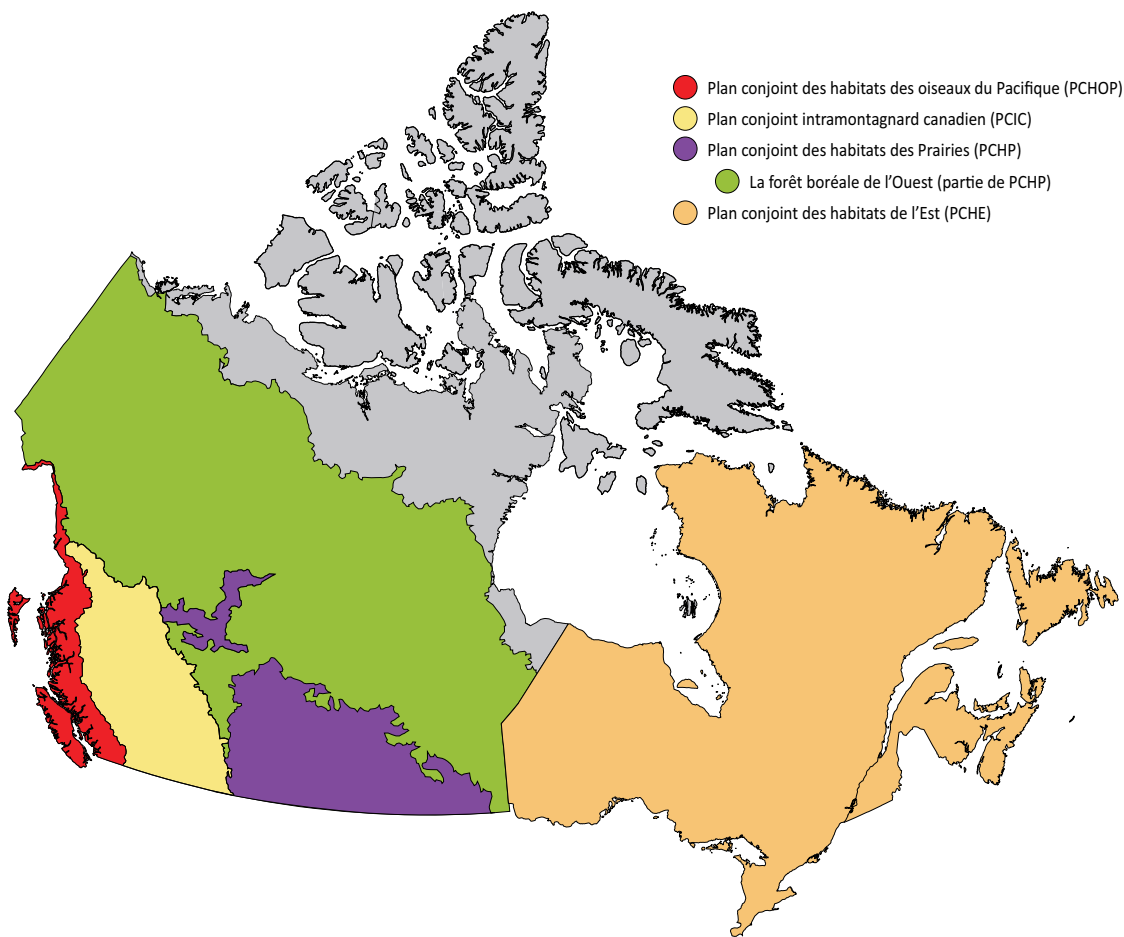 Plan conjoint des habitats des oiseaux du Pacifique (PCHOP)
Plan conjoint intramontagnard canadien (PCIC)
Plan conjoint des habitats des Prairies (PCHP)
La forêt boréale de l’Ouest (partie de PCHP)
Plan conjoint des habitats de l’Est (PCHE)